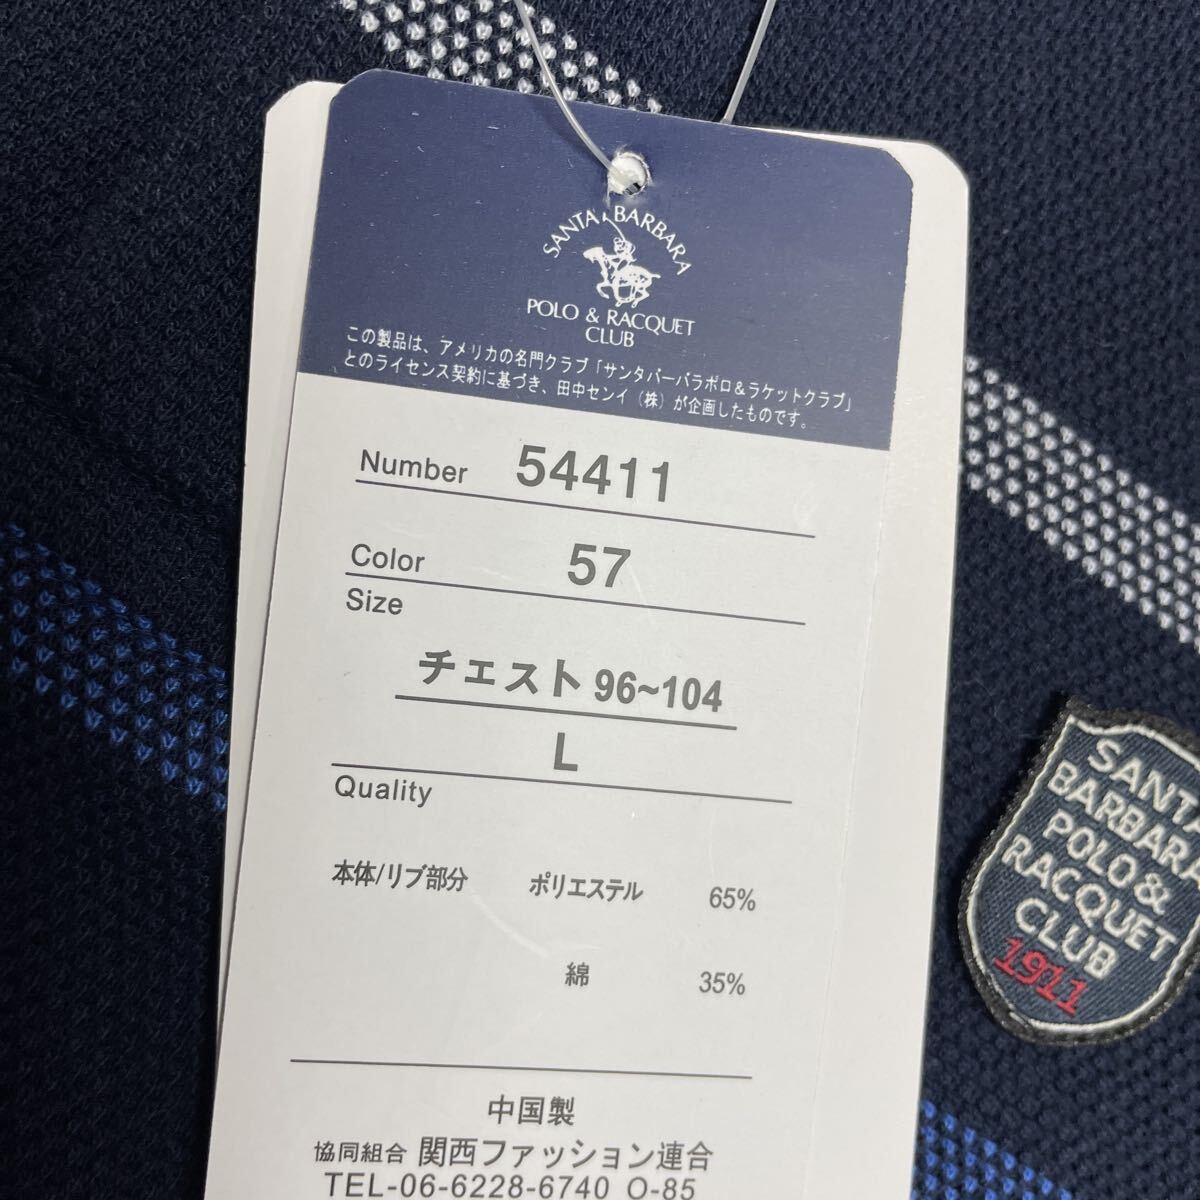 SANTA BARBARA
POLO & RACQUET
CLUB
この製品は、アメリカの名門クラブ「サンタバーバラポロ&ラケットクラブ」
とのライセンス契約に基づき、田中センイ(株)が企画したものです。
Number 54411
Color 57
Size
チェスト 96~104
L
Quality
本体/リブ部分 ポリエステル 65%
綿 35%
中国製
協同組合 関西ファッション連合
TEL-06-6228-6740 O-85
SANTA
BARBARA
POLO &
RACQUET
CLUB
1911